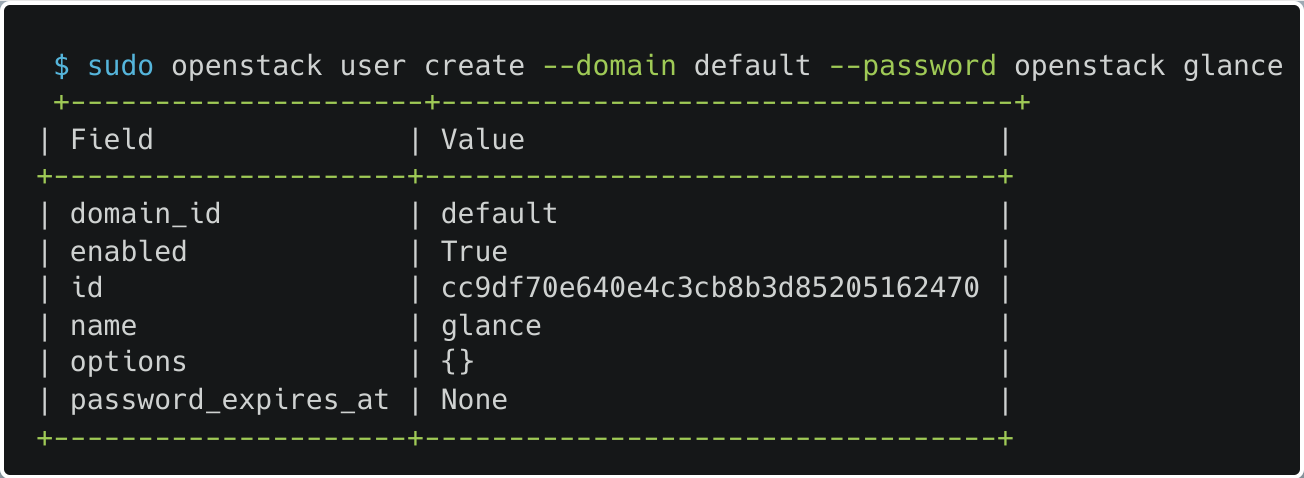 $ sudo openstack user create --domain default --password openstack glance
+---------------------+----------------------------------+
| Field               | Value                            |
+---------------------+----------------------------------+
| domain_id           | default                          |
| enabled             | True                             |
| id                  | cc9df70e640e4c3cb8b3d85205162470 |
| name                | glance                           |
| options             | {}                               |
| password_expires_at | None                             |
+---------------------+----------------------------------+